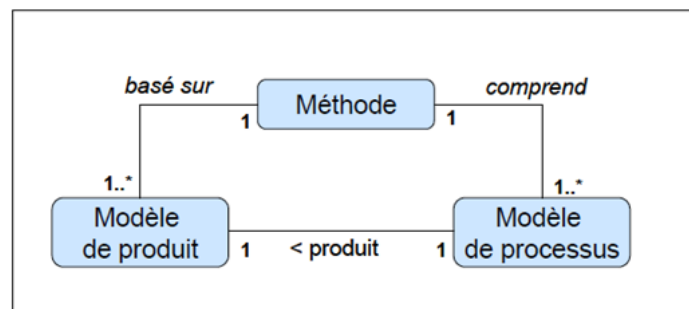 basé sur
Méthode
comprend
1
1
1..*
1..*
Modèle
de produit
Modèle
de processus
1
< produit
1